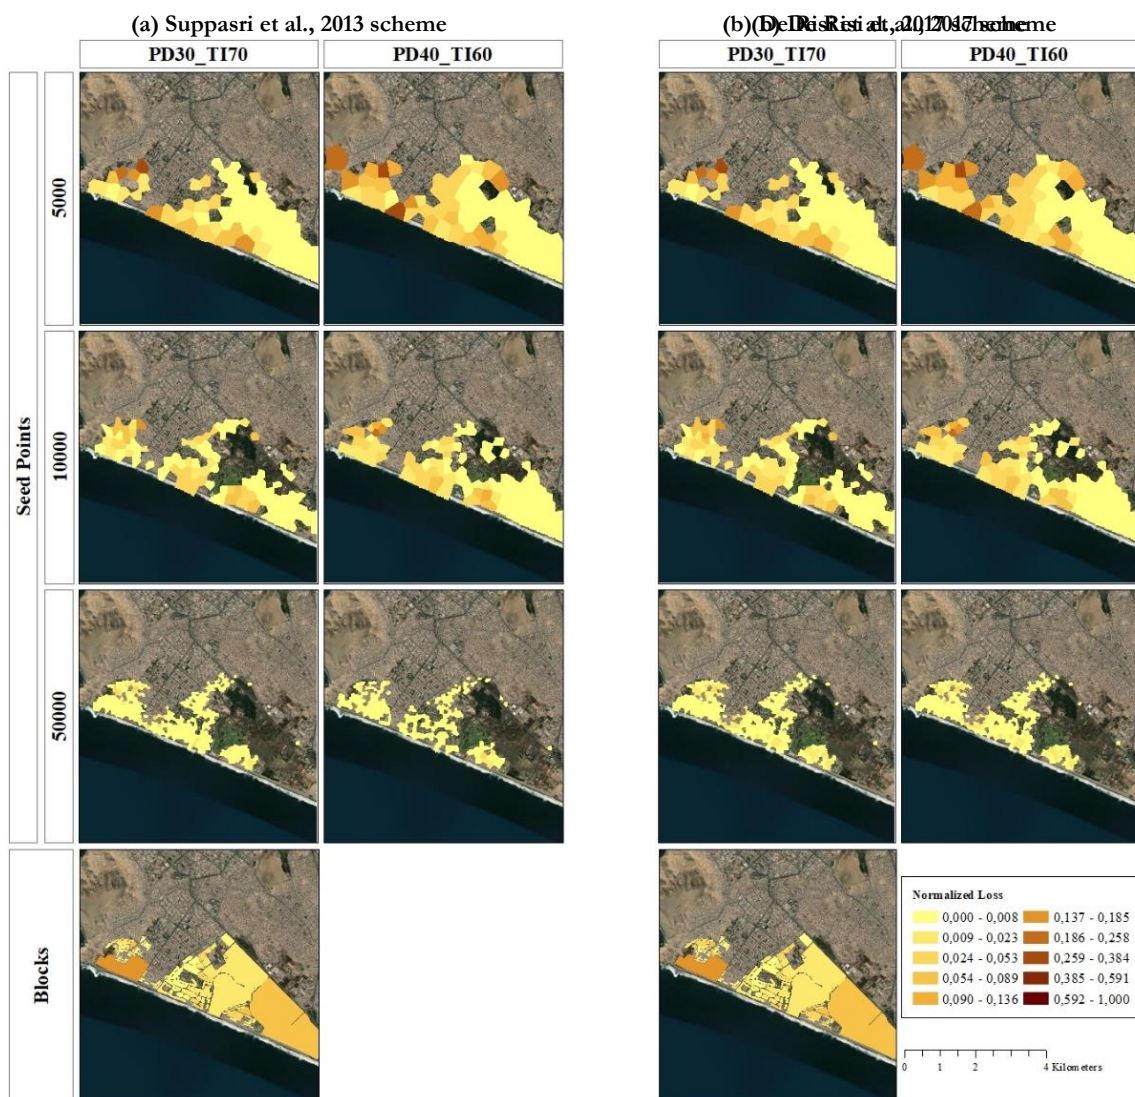 (a) Suppasri et al., 2013 scheme
2017 scheme
PD30_TI70
PD40_TI60
PD30_TI70
PD40_TI60
Seed Points
5000
10000
50000
Blocks
Normalized Loss
0,000 - 0,008
0,137 - 0,185
0,009 - 0,023
0,186 - 0,258
0,024 - 0,053
0,259 - 0,384
0,054 - 0,089
0,385 - 0,591
0,090 - 0,136
0,592 - 1,000
0 1 2 4 Kilometers